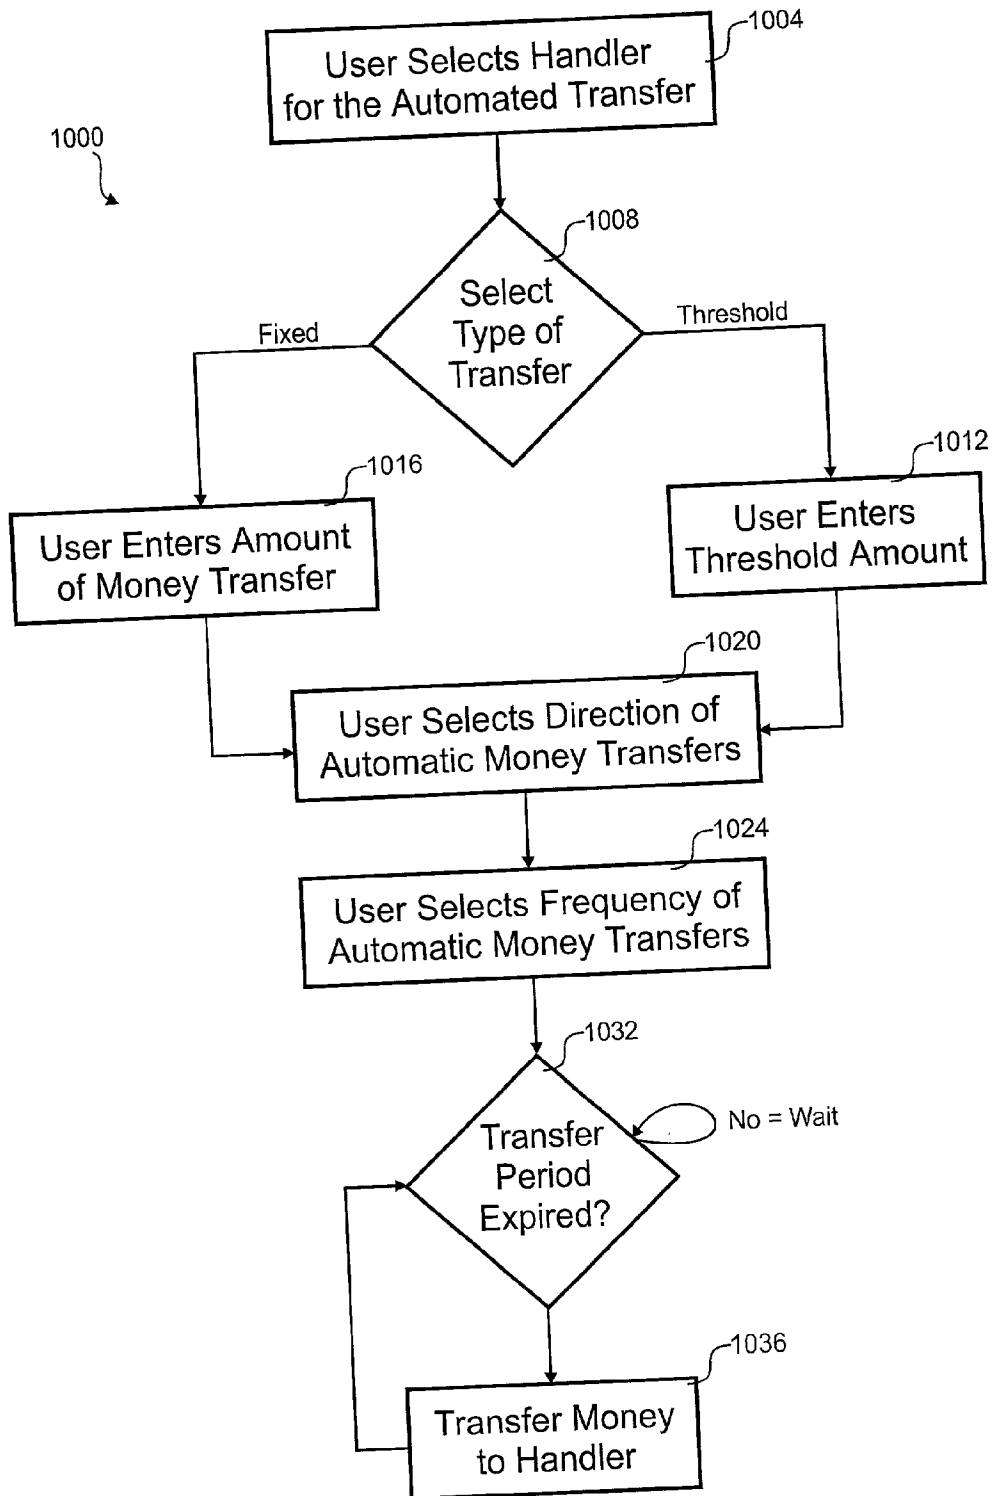 1004
User Selects Handler
for the Automated Transfer
1000
1008
Select
Type of
Transfer
Fixed
Threshold
1016
User Enters Amount
of Money Transfer
1012
User Enters
Threshold Amount
1020
User Selects Direction of
Automatic Money Transfers
1024
User Selects Frequency of
Automatic Money Transfers
1032
Transfer
Period
Expired?
No = Wait
1036
Transfer Money
to Handler